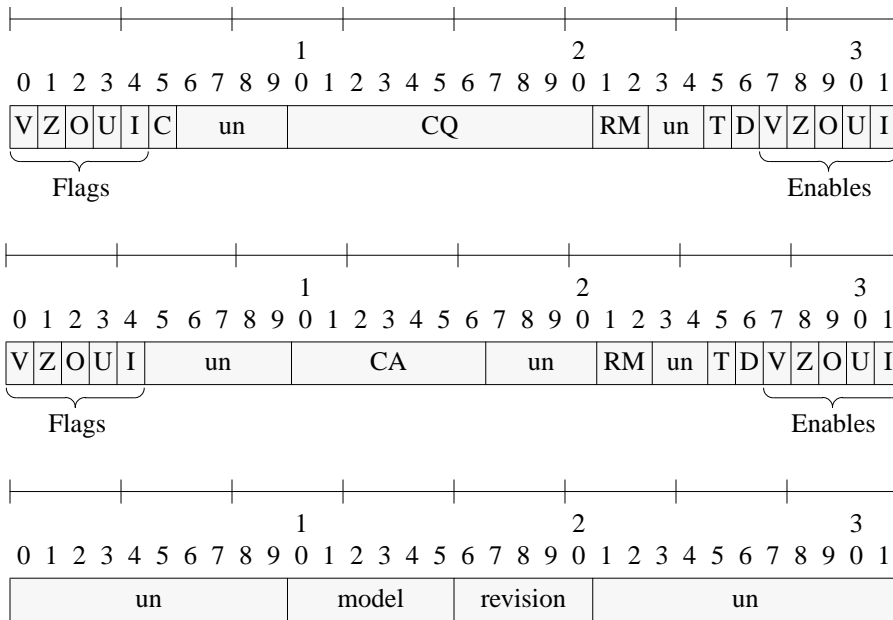 1 2 3
0 1 2 3 4 5 6 7 8 9 0 1 2 3 4 5 6 7 8 9 0 1 2 3 4 5 6 7 8 9 0 1
V Z O U I C un CQ RM un T D V Z O U I
Flags Enables
1 2 3
0 1 2 3 4 5 6 7 8 9 0 1 2 3 4 5 6 7 8 9 0 1 2 3 4 5 6 7 8 9 0 1
V Z O U I un CA un RM un T D V Z O U I
Flags Enables
1 2 3
0 1 2 3 4 5 6 7 8 9 0 1 2 3 4 5 6 7 8 9 0 1 2 3 4 5 6 7 8 9 0 1
un model revision un